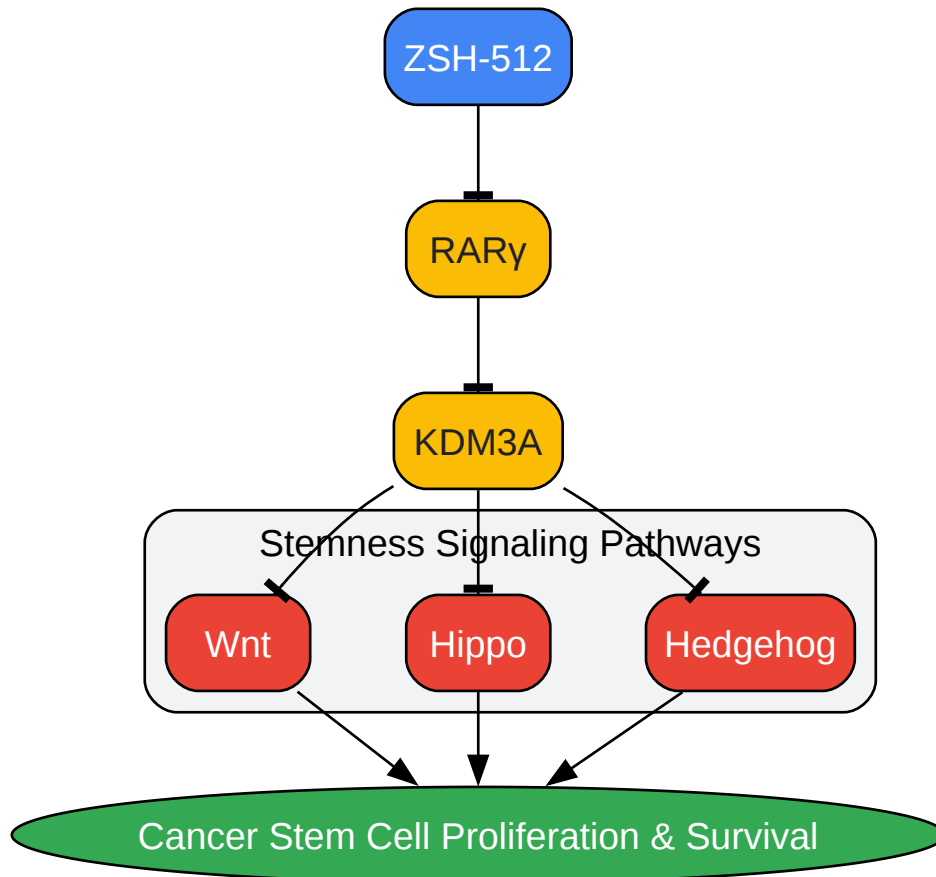 ZSH-512
RARγ
KDM3A
Stemness Signaling Pathways
Wnt
Hippo
Hedgehog
Cancer Stem Cell Proliferation & Survival